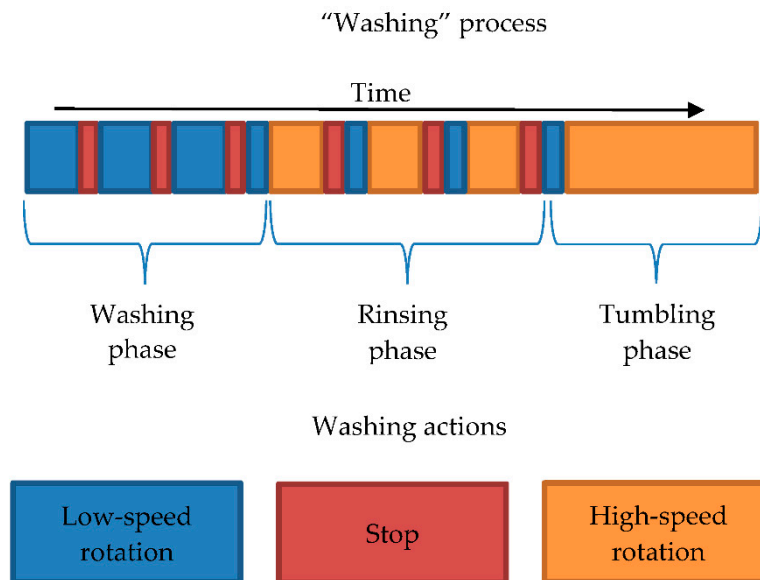 “Washing” process
Time
Washing
phase
Rinsing
phase
Tumbling
phase
Washing actions
Low-speed
rotation
Stop
High-speed
rotation